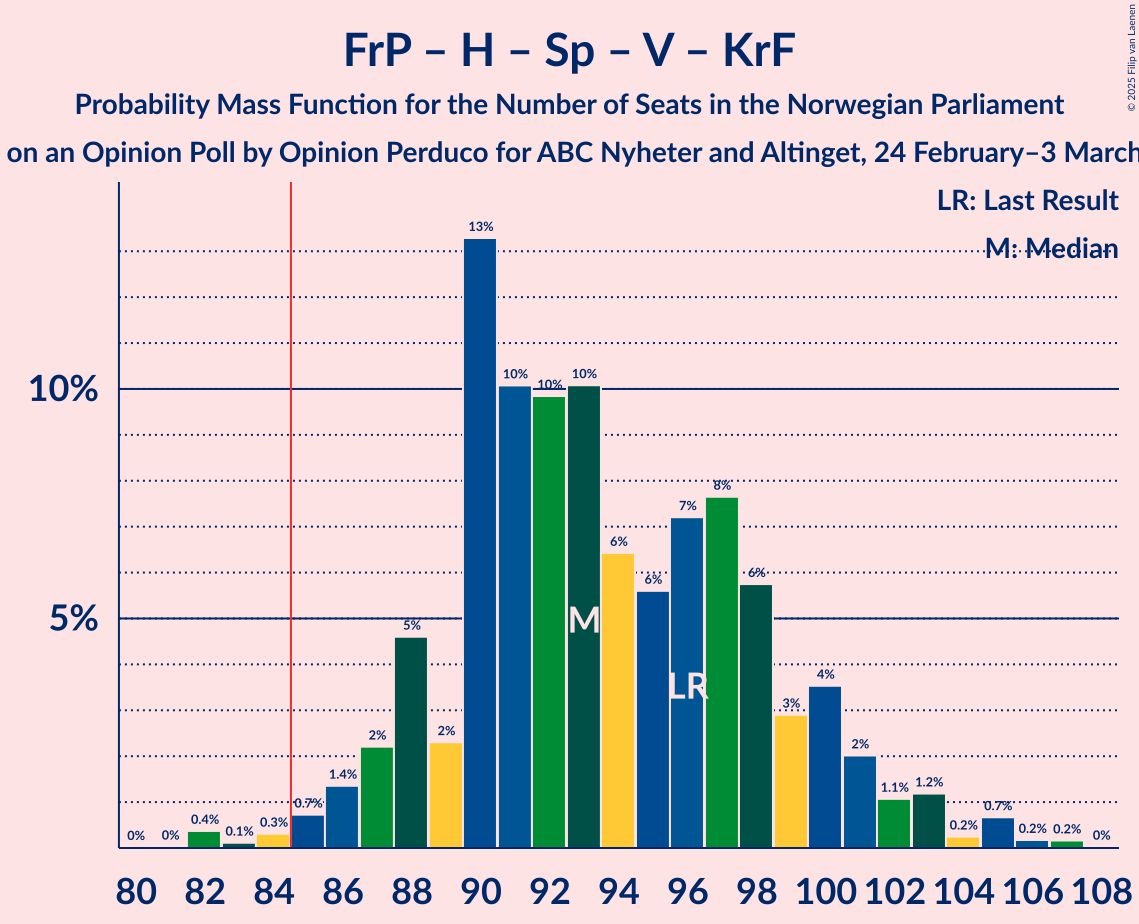 FrP – H – Sp – V – KrF
Probability Mass Function for the Number of Seats in the Norwegian Parliament
on an Opinion Poll by Opinion Perduco for ABC Nyheter and Altinget, 24 February–3 March
© 2025 Filip van Laenen
LR: Last Result
M: Median
10%
5%
0% 0% 0.4% 0.1% 0.3% 0.7% 1.4% 2% 5% 2% 13% 10% 10% 10% 6% 6% 7% 8% 6% 3% 4% 2% 1.1% 1.2% 0.2% 0.7% 0.2% 0.2% 0%
M
LR
80 82 84 86 88 90 92 94 96 98 100 102 104 106 108